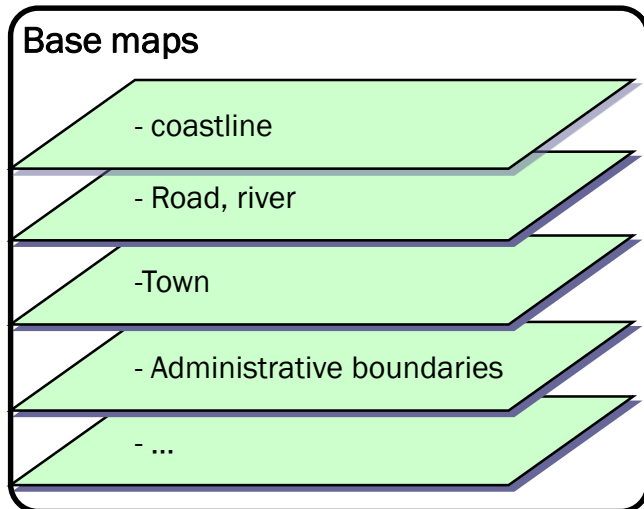 Base maps
- coastline
- Road, river
-Town
- Administrative boundaries
- ...